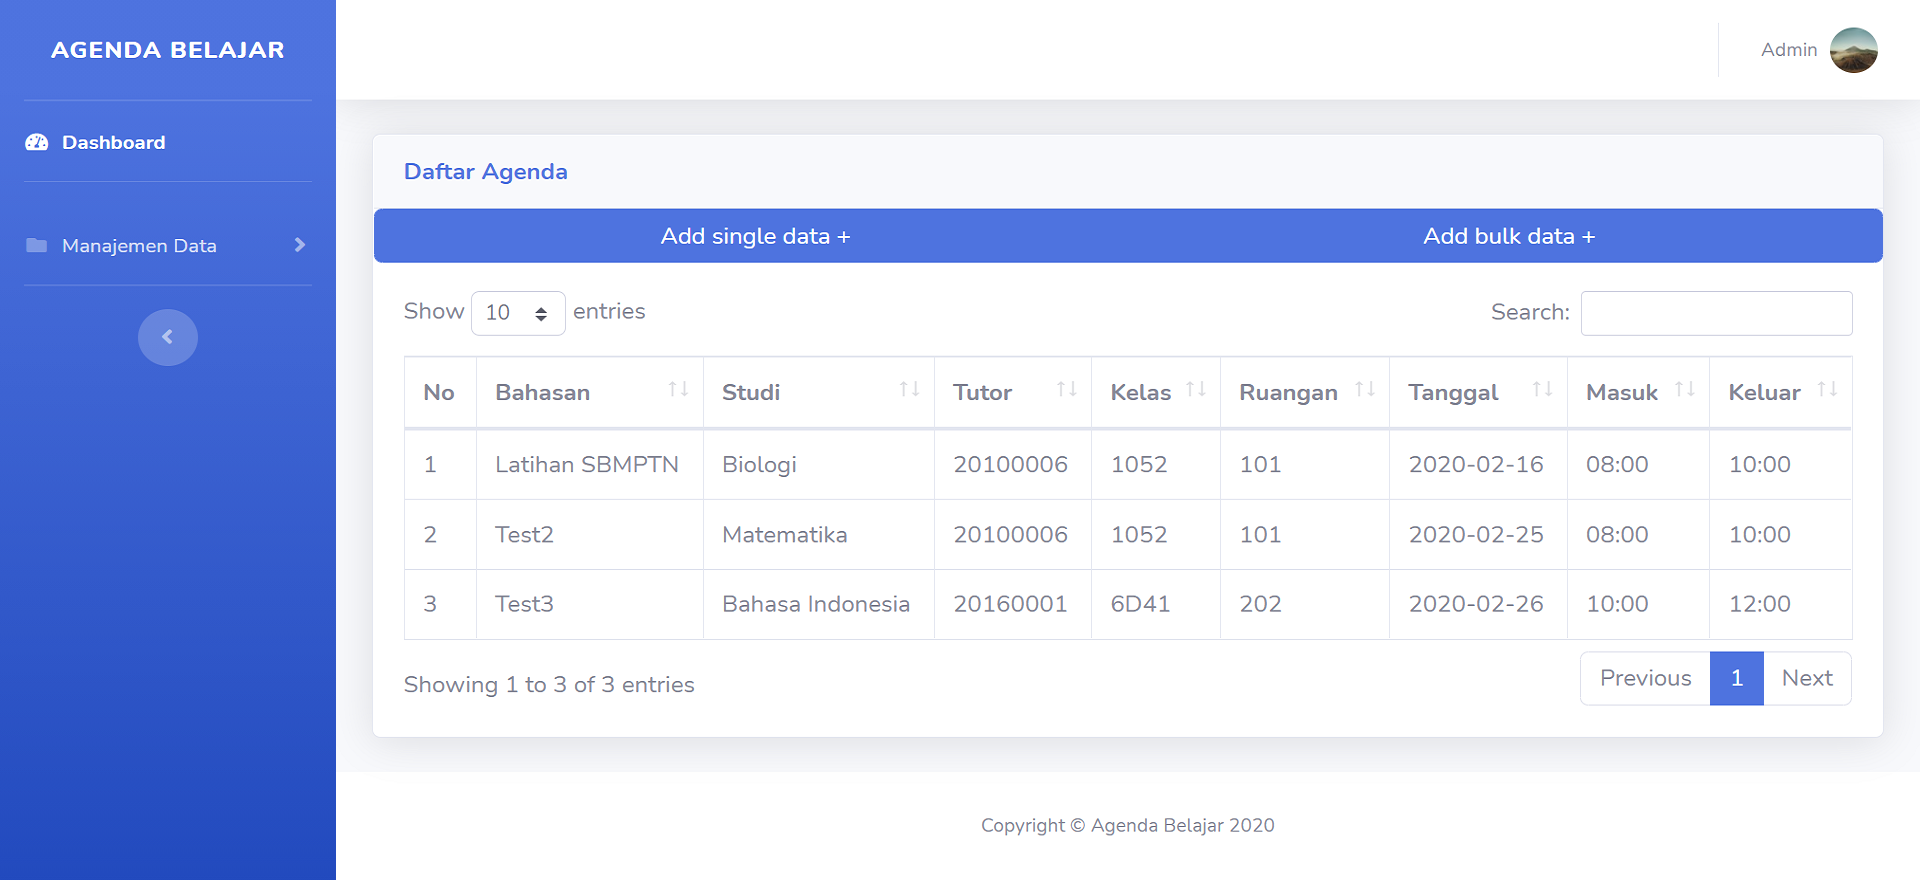 AGENDA BELAJAR
Admin
Dashboard
Manajemen Data
Daftar Agenda
Add single data + Add bulk data +
Show 10 entries Search:
No Bahasan Studi Tutor Kelas Ruangan Tanggal Masuk Keluar
1 Latihan SBMPTN Biologi 20100006 1052 101 2020-02-16 08:00 10:00
2 Test2 Matematika 20100006 1052 101 2020-02-25 08:00 10:00
3 Test3 Bahasa Indonesia 20160001 6D41 202 2020-02-26 10:00 12:00
Showing 1 to 3 of 3 entries Previous 1 Next
Copyright © Agenda Belajar 2020